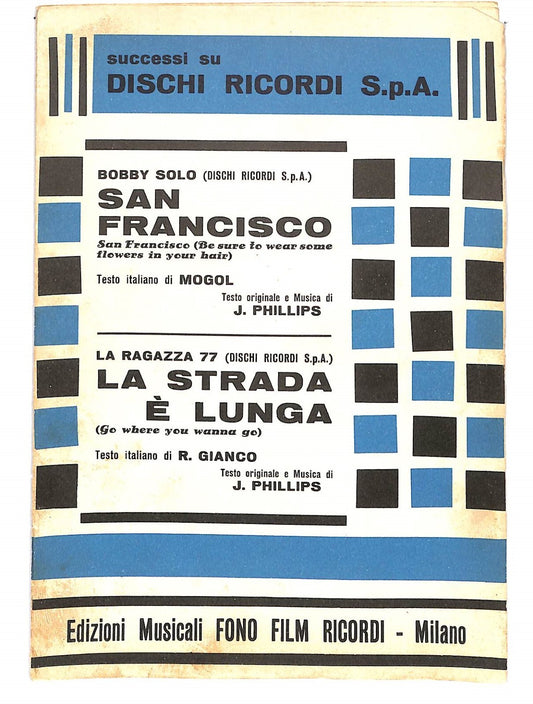 successi su
DISCHI RICORDI S.p.A.
BOBBY SOLO (DISCHI RICORDI S.p.A.)
SAN
FRANCISCO
San Francisco (Be sure to wear some
flowers in your hair)
Testo italiano di MOGOL
Testo originale e Musica di
J. PHILLIPS
LA RAGAZZA 77 (DISCHI RICORDI S.p.A.)
LA STRADA
È LUNGA
(Go where you wanna go)
Testo italiano di R. GIANCO
Testo originale e Musica di
J. PHILLIPS
Edizioni Musicali FONO FILM RICORDI - Milano